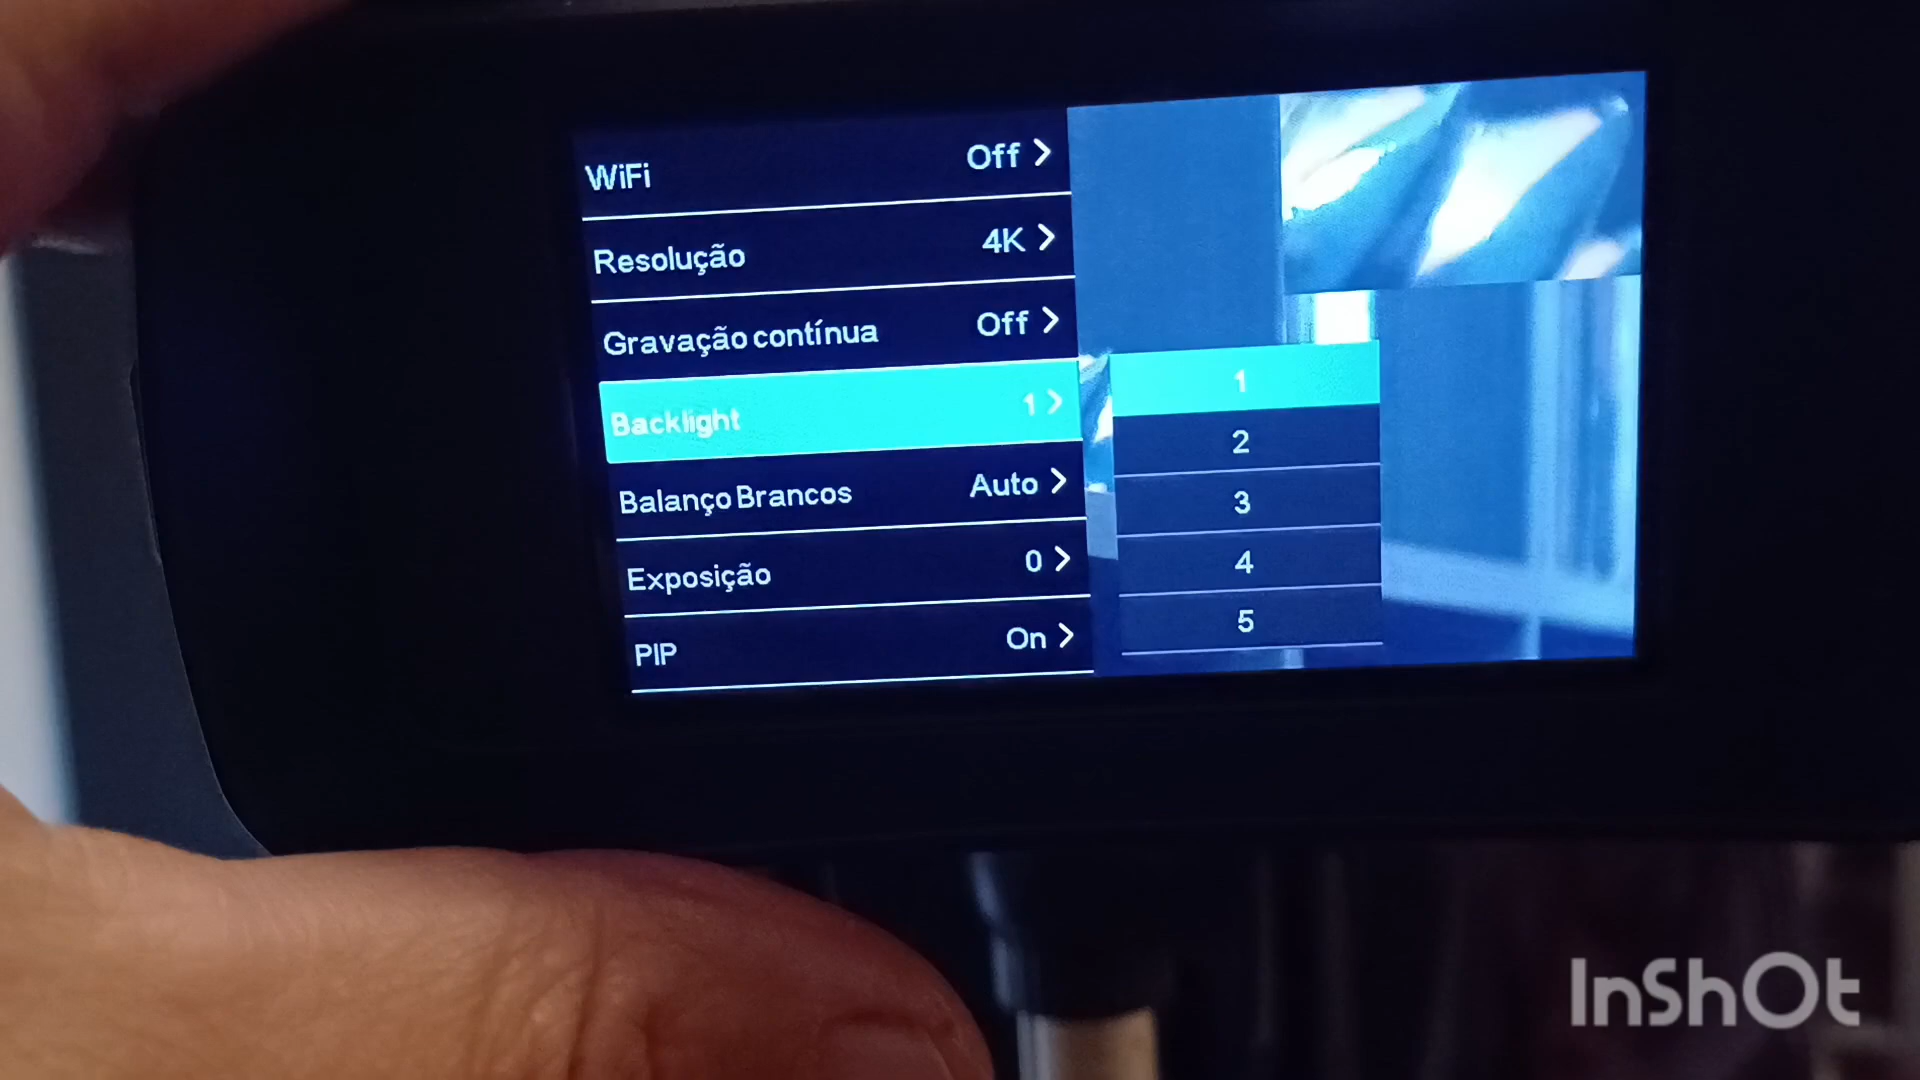 WiFi Off >
Resolução 4K >
Gravação contínua Off >
Backlight 1 >
Balanço Brancos Auto >
Exposição 0 >
PIP On >
1
2
3
4
5
InShOt